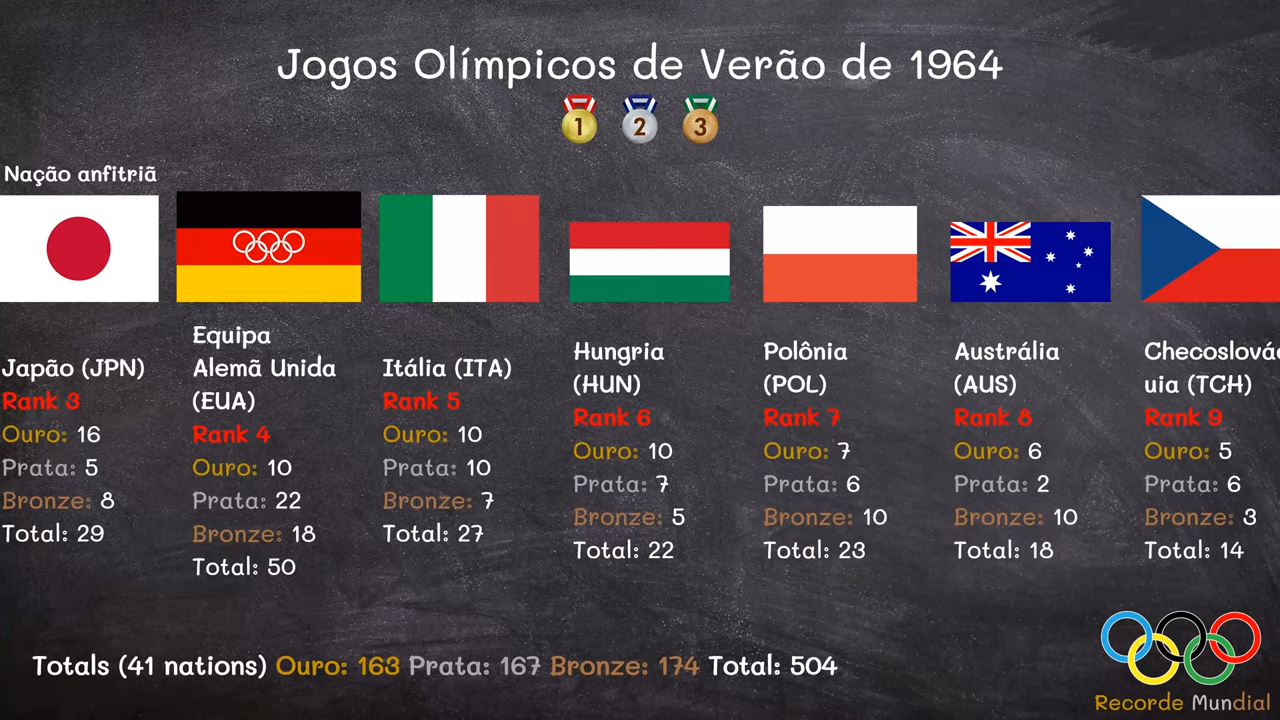 Jogos Olímpicos de Verão de 1964
1 2 3
Nação anfitriã
Japão (JPN)
Rank 3
Ouro: 16
Prata: 5
Bronze: 8
Total: 29
Equipa
Alemã Unida
(EUA)
Rank 4
Ouro: 10
Prata: 22
Bronze: 18
Total: 50
Itália (ITA)
Rank 5
Ouro: 10
Prata: 10
Bronze: 7
Total: 27
Hungria
(HUN)
Rank 6
Ouro: 10
Prata: 7
Bronze: 5
Total: 22
Polônia
(POL)
Rank 7
Ouro: 7
Prata: 6
Bronze: 10
Total: 23
Austrália
(AUS)
Rank 8
Ouro: 6
Prata: 2
Bronze: 10
Total: 18
Checoslovác
uia (TCH)
Rank 9
Ouro: 5
Prata: 6
Bronze: 3
Total: 14
Totals (41 nations) Ouro: 163 Prata: 167 Bronze: 174 Total: 504
Recorde Mundial